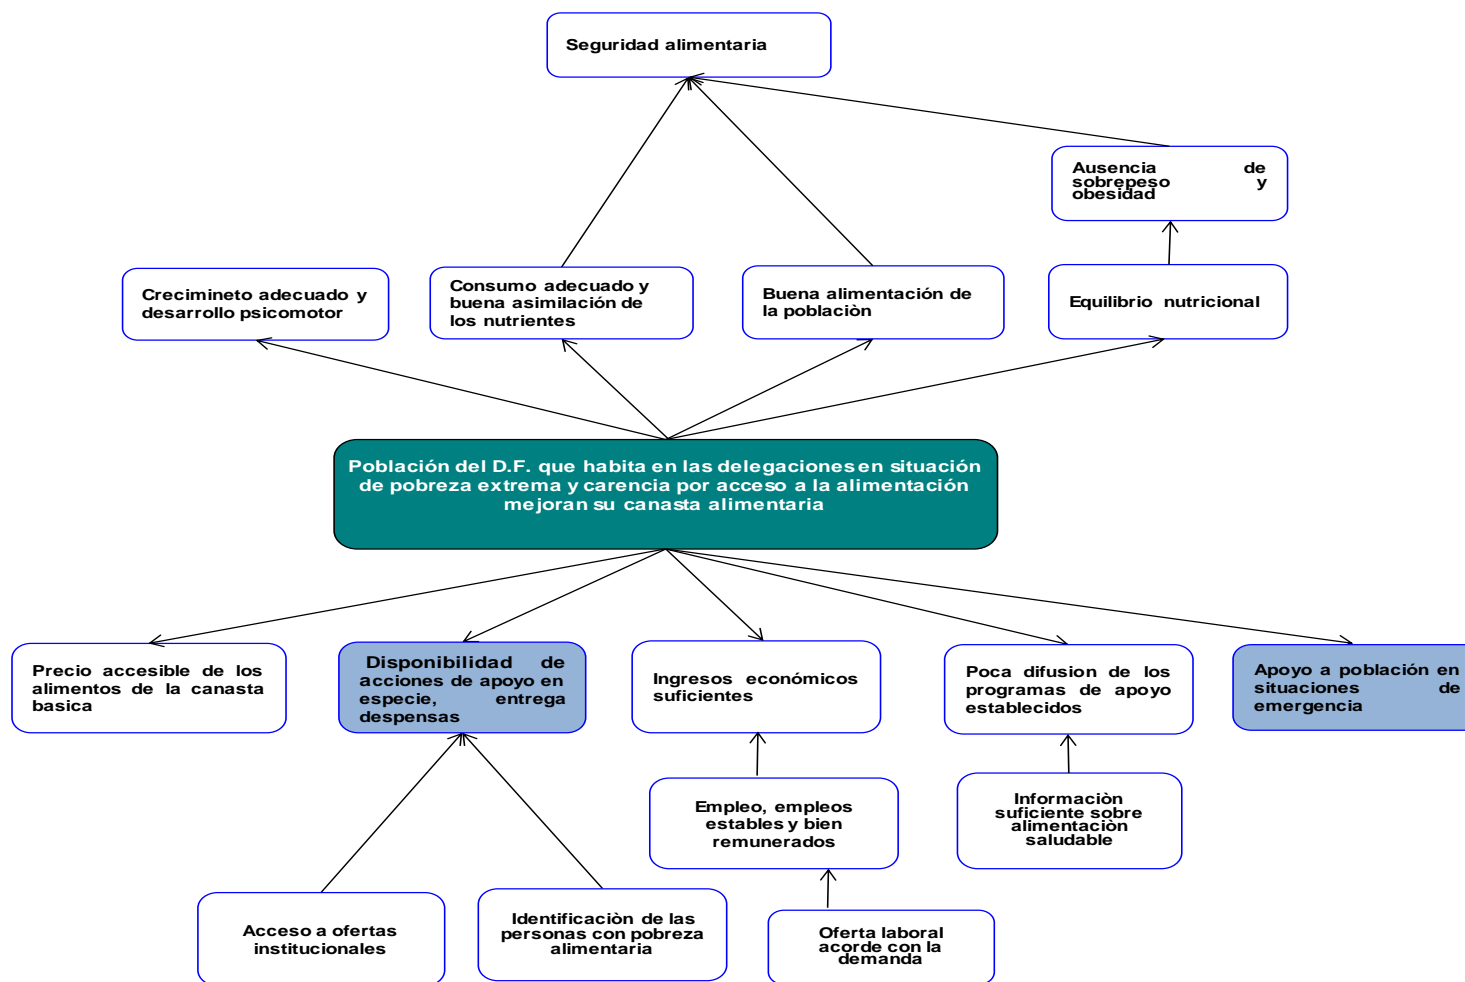 Seguridad alimentaria
Ausencia de
sobrepeso y
obesidad
Crecimineto adecuado y
desarrollo psicomotor
Consumo adecuado y
buena asimilación de
los nutrientes
Buena alimentación de
la poblaciòn
Equilibrio nutricional
Población del D.F. que habita en las delegaciones en situación
de pobreza extrema y carencia por acceso a la alimentación
mejoran su canasta alimentaria
Precio accesible de los
alimentos de la canasta
basica
Disponibilidad de
acciones de apoyo en
especie, entrega
despensas
Ingresos económicos
suficientes
Poca difusion de los
programas de apoyo
establecidos
Apoyo a población en
situaciones de
emergencia
Empleo, empleos
estables y bien
remunerados
Informaciòn
suficiente sobre
alimentaciòn
saludable
Acceso a ofertas
institucionales
Identificaciòn de las
personas con pobreza
alimentaria
Oferta laboral
acorde con la
demanda